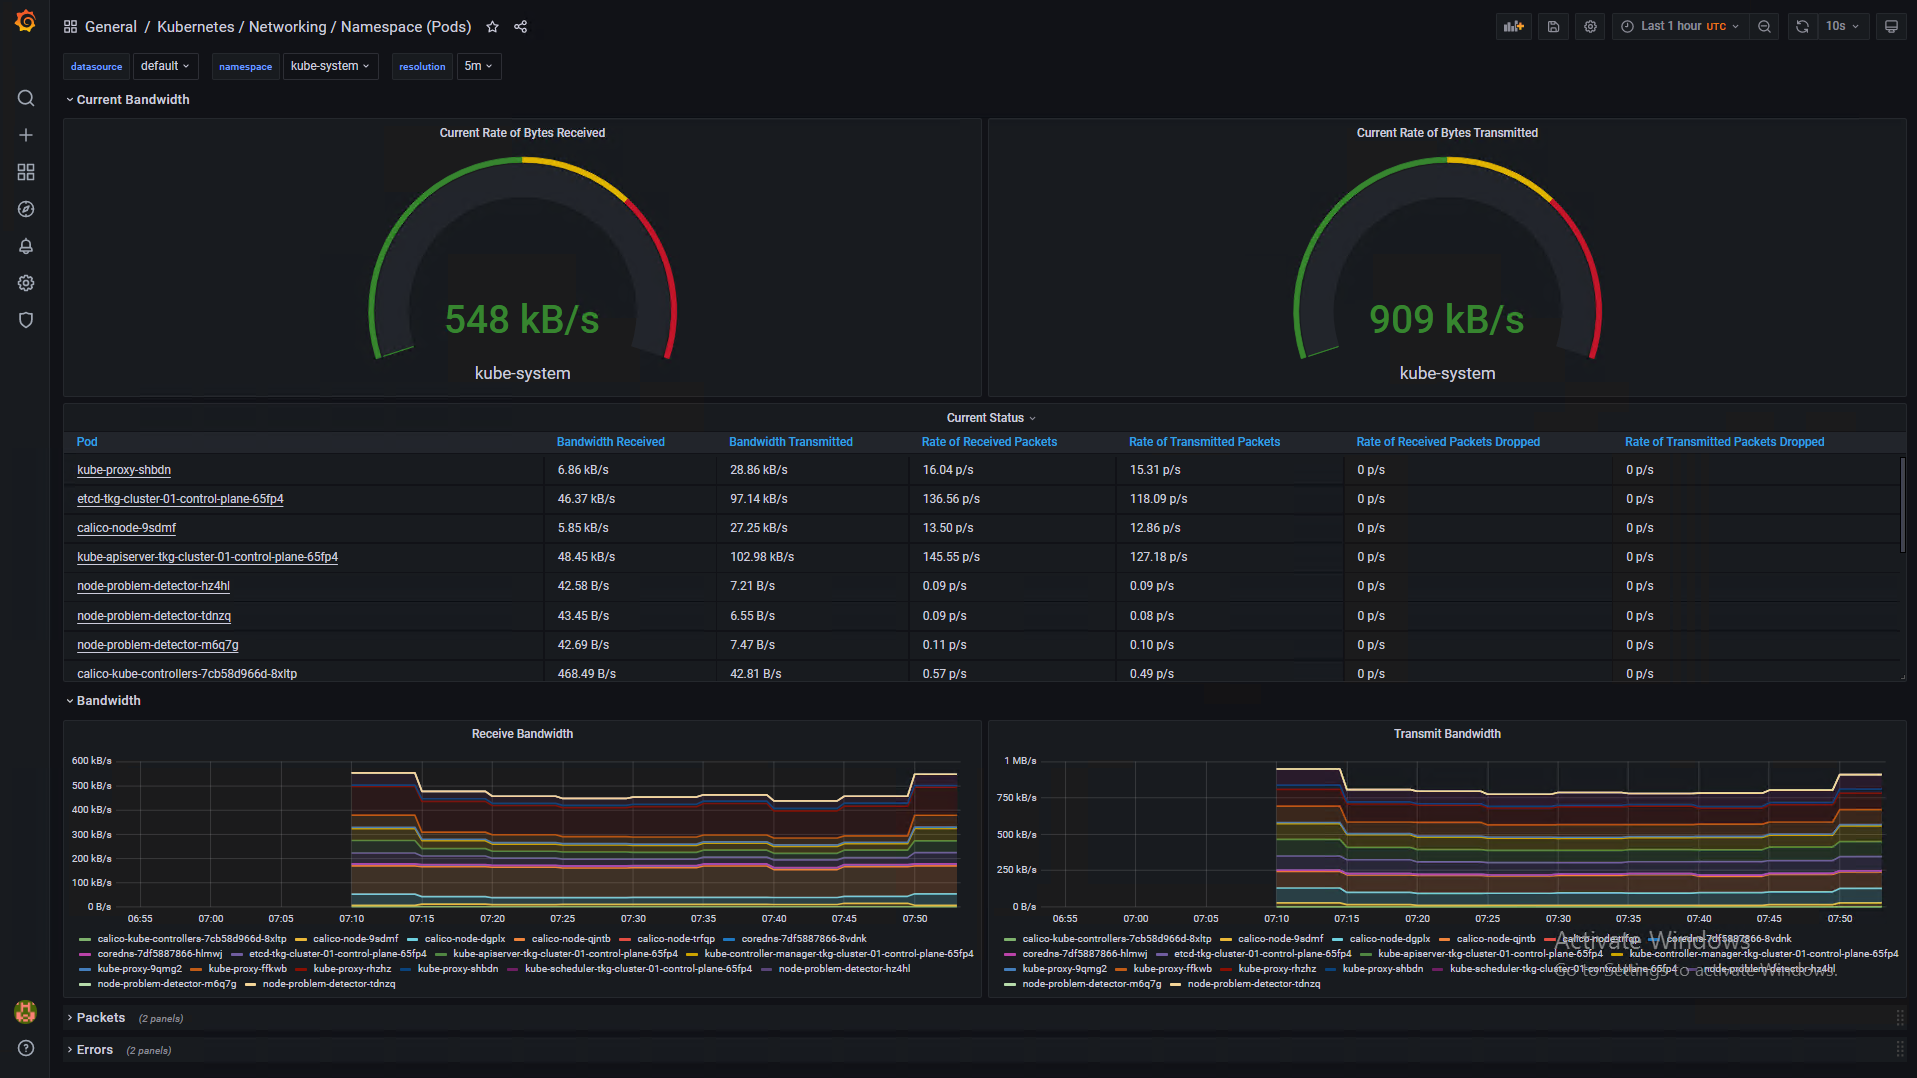 General / Kubernetes / Networking / Namespace (Pods)
Last 1 hour UTC
10s
datasource default namespace kube-system resolution 5m
Current Bandwidth
Current Rate of Bytes Received
548 kB/s
kube-system
Current Rate of Bytes Transmitted
909 kB/s
kube-system
Current Status
Pod Bandwidth Received Bandwidth Transmitted Rate of Received Packets Rate of Transmitted Packets Rate of Received Packets Dropped Rate of Transmitted Packets Dropped
kube-proxy-shbdn 6.86 kB/s 28.86 kB/s 16.04 p/s 15.31 p/s 0 p/s 0 p/s
etcd-tkg-cluster-01-control-plane-65fp4 46.37 kB/s 97.14 kB/s 136.56 p/s 118.09 p/s 0 p/s 0 p/s
calico-node-9sdmf 5.85 kB/s 27.25 kB/s 13.50 p/s 12.86 p/s 0 p/s 0 p/s
kube-apiserver-tkg-cluster-01-control-plane-65fp4 48.45 kB/s 102.98 kB/s 145.55 p/s 127.18 p/s 0 p/s 0 p/s
node-problem-detector-hz4hl 42.58 B/s 7.21 B/s 0.09 p/s 0.09 p/s 0 p/s 0 p/s
node-problem-detector-tdnzq 43.45 B/s 6.55 B/s 0.09 p/s 0.08 p/s 0 p/s 0 p/s
node-problem-detector-m6q7g 42.69 B/s 7.47 B/s 0.11 p/s 0.10 p/s 0 p/s 0 p/s
calico-kube-controllers-7cb58d966d-8xltp 468.49 B/s 42.81 B/s 0.57 p/s 0.49 p/s 0 p/s 0 p/s
Bandwidth
Receive Bandwidth
600 kB/s
500 kB/s
400 kB/s
300 kB/s
200 kB/s
100 kB/s
0 B/s
06:55 07:00 07:05 07:10 07:15 07:20 07:25 07:30 07:35 07:40 07:45 07:50
calico-kube-controllers-7cb58d966d-8xltp calico-node-9sdmf calico-node-dgplx calico-node-qjntb calico-node-trfqp coredns-7df5887866-8vdnk
coredns-7df5887866-hlmwj etcd-tkg-cluster-01-control-plane-65fp4 kube-apiserver-tkg-cluster-01-control-plane-65fp4 kube-controller-manager-tkg-cluster-01-control-plane-65fp4
kube-proxy-9qmg2 kube-proxy-ffkwb kube-proxy-rhzhz kube-proxy-shbdn kube-scheduler-tkg-cluster-01-control-plane-65fp4 node-problem-detector-hz4hl
node-problem-detector-m6q7g node-problem-detector-tdnzq
Transmit Bandwidth
1 MB/s
750 kB/s
500 kB/s
250 kB/s
0 B/s
06:55 07:00 07:05 07:10 07:15 07:20 07:25 07:30 07:35 07:40 07:45 07:50
calico-kube-controllers-7cb58d966d-8xltp calico-node-9sdmf calico-node-dgplx calico-node-qjntb calico-node-trfqp coredns-7df5887866-8vdnk
coredns-7df5887866-hlmwj etcd-tkg-cluster-01-control-plane-65fp4 kube-apiserver-tkg-cluster-01-control-plane-65fp4 kube-controller-manager-tkg-cluster-01-control-plane-65fp4
kube-proxy-9qmg2 kube-proxy-ffkwb kube-proxy-rhzhz kube-proxy-shbdn kube-scheduler-tkg-cluster-01-control-plane-65fp4 node-problem-detector-hz4hl
node-problem-detector-m6q7g node-problem-detector-tdnzq
Activate Windows
Go to Settings to activate Windows.
Packets (2 panels)
Errors (2 panels)